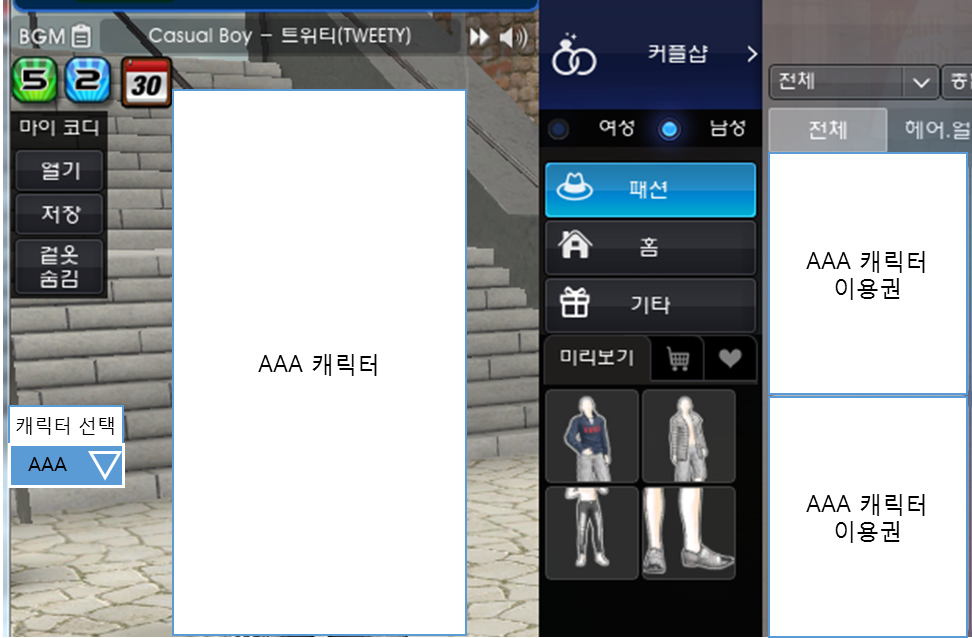 BGM
Casual Boy – 트위티(TWEETY)
5 2 30
마이 코디
열기
저장
겉옷
숨김
캐릭터 선택
AAA
AAA 캐릭터
커플샵
여성 남성
패션
홈
기타
미리보기
전체
전체
헤어.얼
AAA 캐릭터
이용권
AAA 캐릭터
이용권